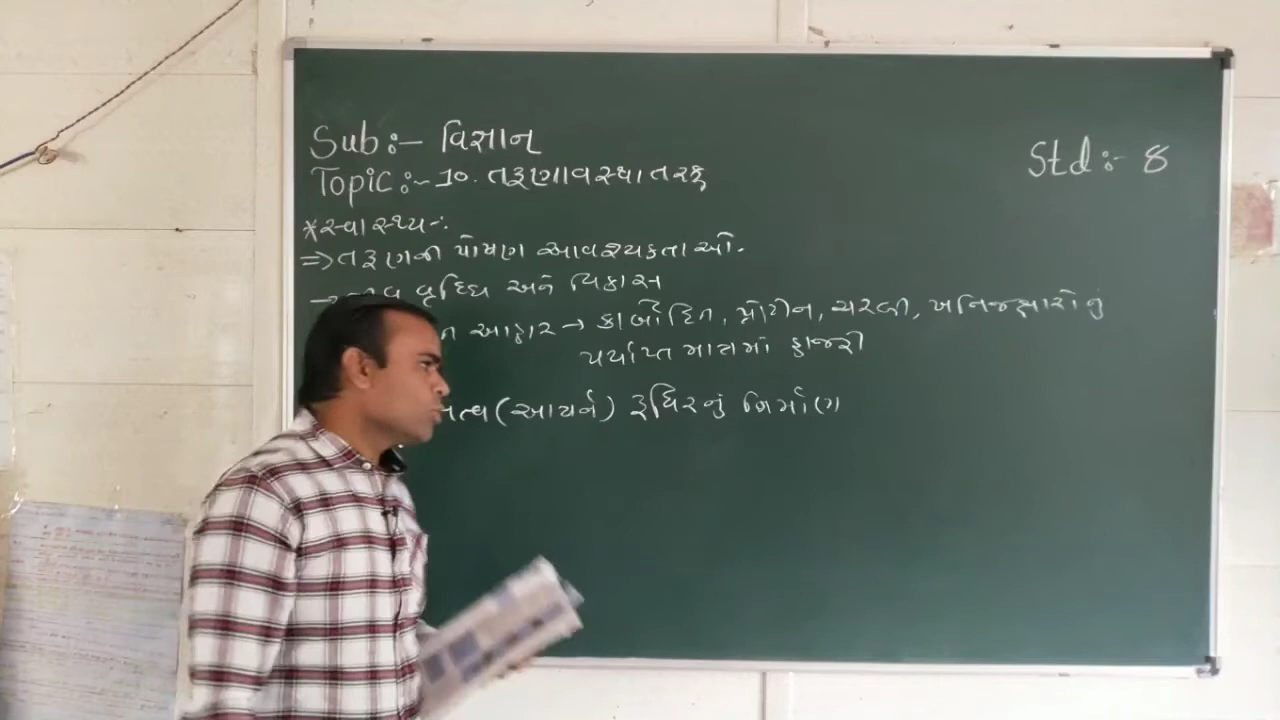 Sub:- વિજ્ઞાન
Std:- 8
Topic:- 10. તરુણાવસ્થા તરફ
*સ્વાસ્થ્ય-:
⇒ તરુણની પોષણ આવશ્યકતાઓ.
→ વૃધ્ધિ અને વિકાસ
આહાર → કાર્બોદિત, પ્રોટીન, ચરબી, ખનિજક્ષારોનું
પર્યાપ્ત માત્રામાં હાજરી
(આયર્ન) રૂધિરનું નિર્માણ